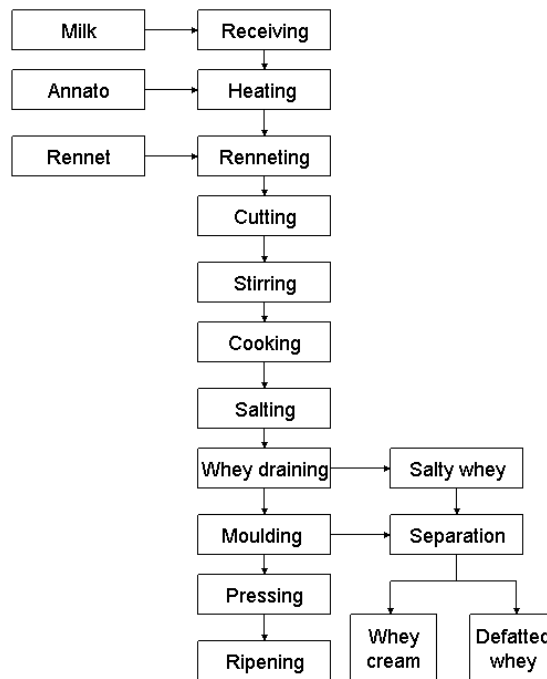 Milk
Receiving
Annato
Heating
Rennet
Renneting
Cutting
Stirring
Cooking
Salting
Whey draining
Salty whey
Moulding
Separation
Pressing
Whey
cream
Defatted
whey
Ripening